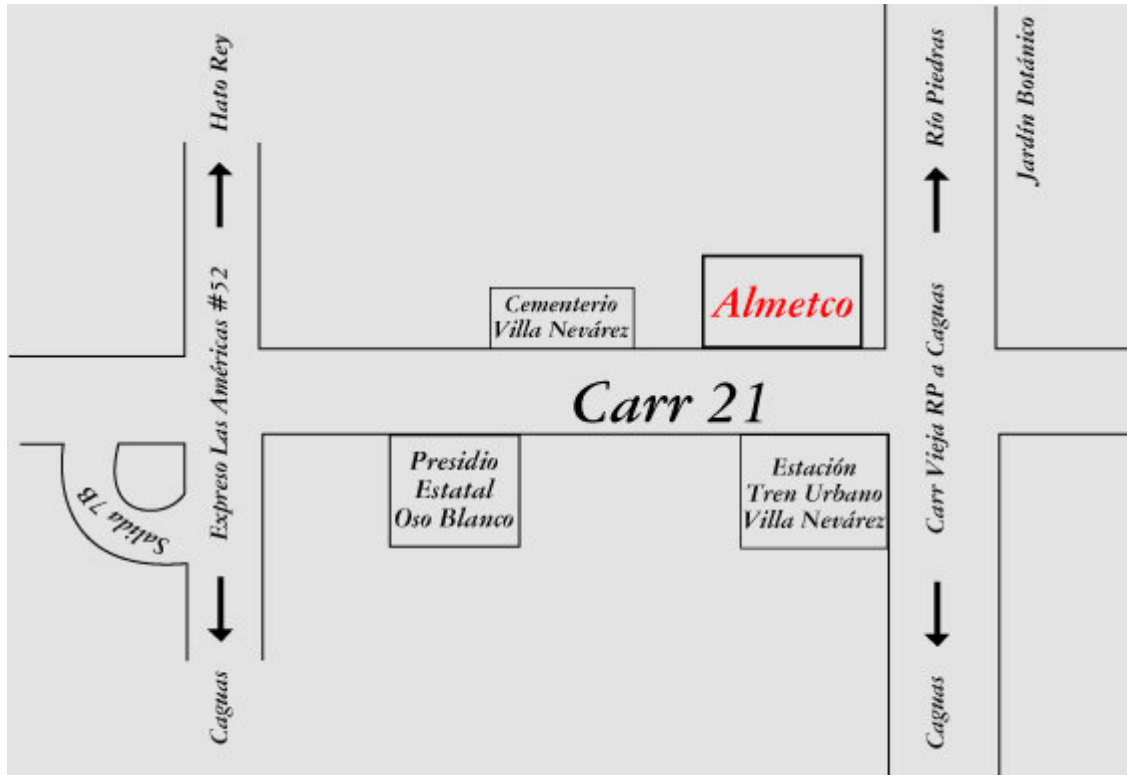 Hato Rey
Expreso Las Américas #52
Caguas
Salida 7B
Cementerio
Villa Nevárez
Almetco
Carr 21
Presidio
Estatal
Oso Blanco
Estación
Tren Urbano
Villa Nevárez
Río Piedras
Carr Vieja RP a Caguas
Caguas
Jardín Botánico